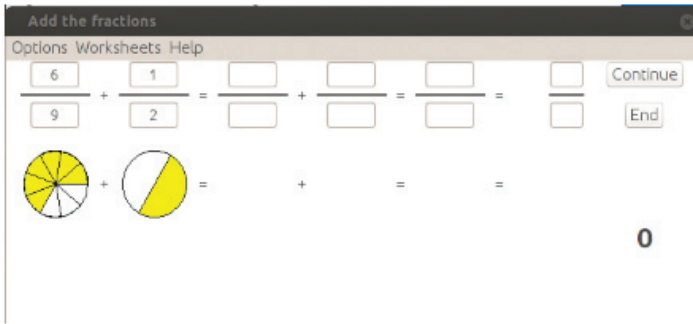 Add the fractions
Options Worksheets Help
6 1 Continue
+ = + = =
9 2 End
+ = + = =
0